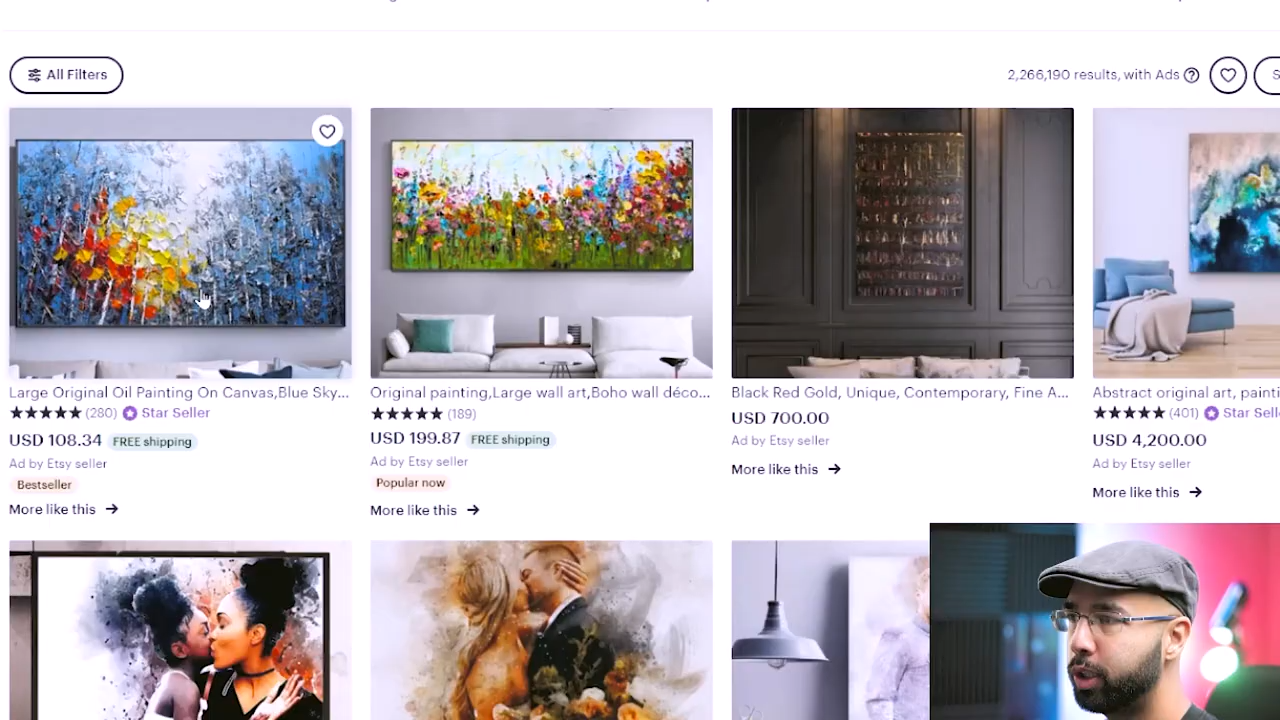 All Filters
2,266,190 results, with Ads
S
Large Original Oil Painting On Canvas,Blue Sky...
(280) Star Seller
USD 108.34 FREE shipping
Ad by Etsy seller
Bestseller
More like this
Original painting,Large wall art,Boho wall déco...
(189)
USD 199.87 FREE shipping
Ad by Etsy seller
Popular now
More like this
Black Red Gold, Unique, Contemporary, Fine A...
USD 700.00
Ad by Etsy seller
More like this
Abstract original art, painti
(401) Star Sell
USD 4,200.00
Ad by Etsy seller
More like this